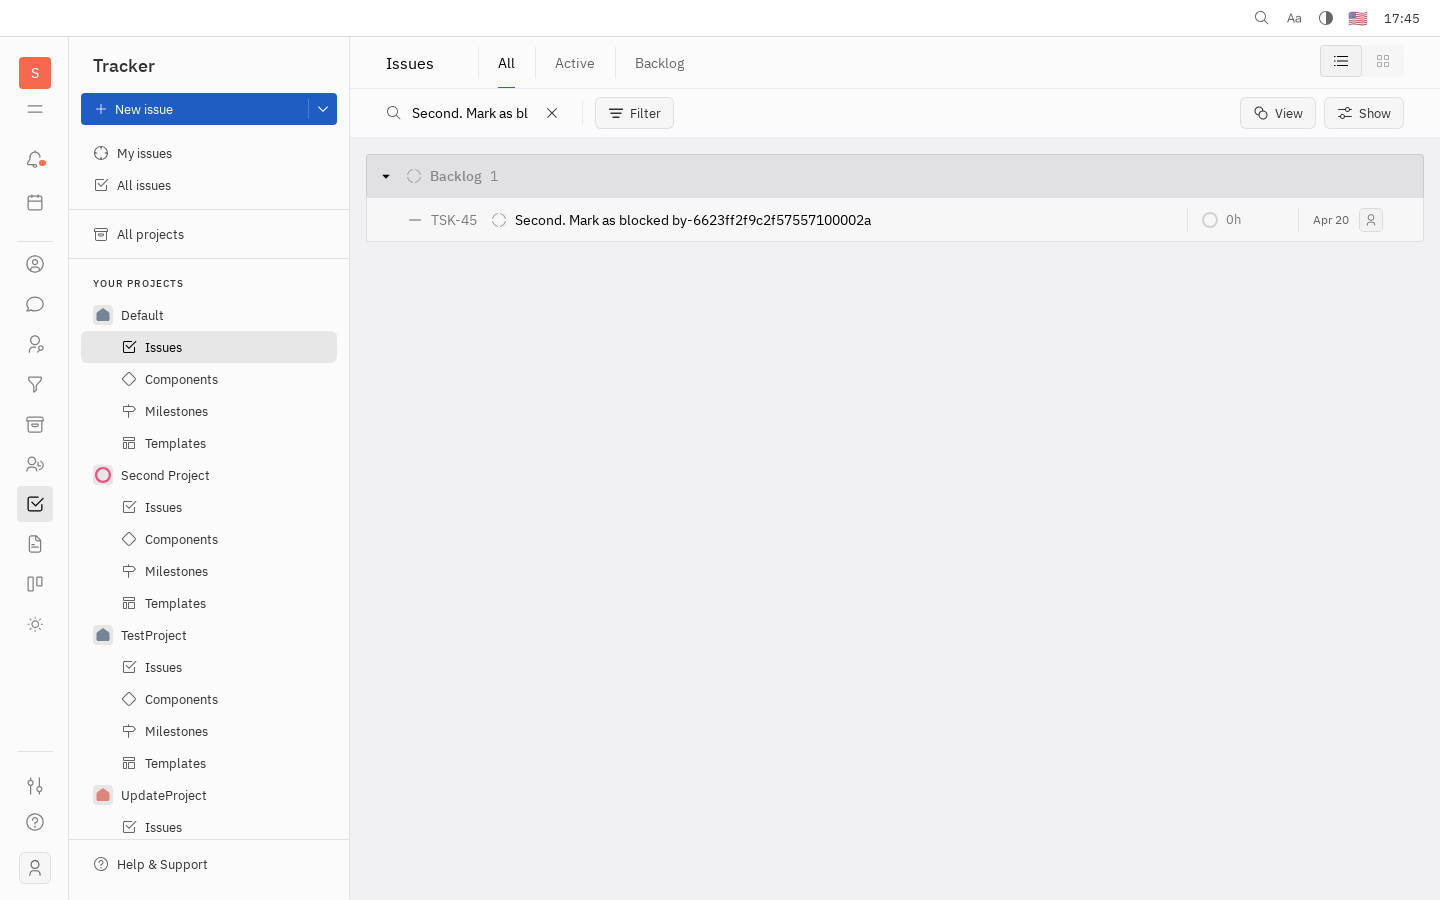 Aa
17:45
S
Tracker
New issue
My issues
All issues
All projects
YOUR PROJECTS
Default
Issues
Components
Milestones
Templates
Second Project
Issues
Components
Milestones
Templates
TestProject
Issues
Components
Milestones
Templates
UpdateProject
Issues
Help & Support
Issues
All
Active
Backlog
Second. Mark as bl
Filter
View
Show
Backlog 1
TSK-45 Second. Mark as blocked by-6623ff2f9c2f57557100002a 0h Apr 20